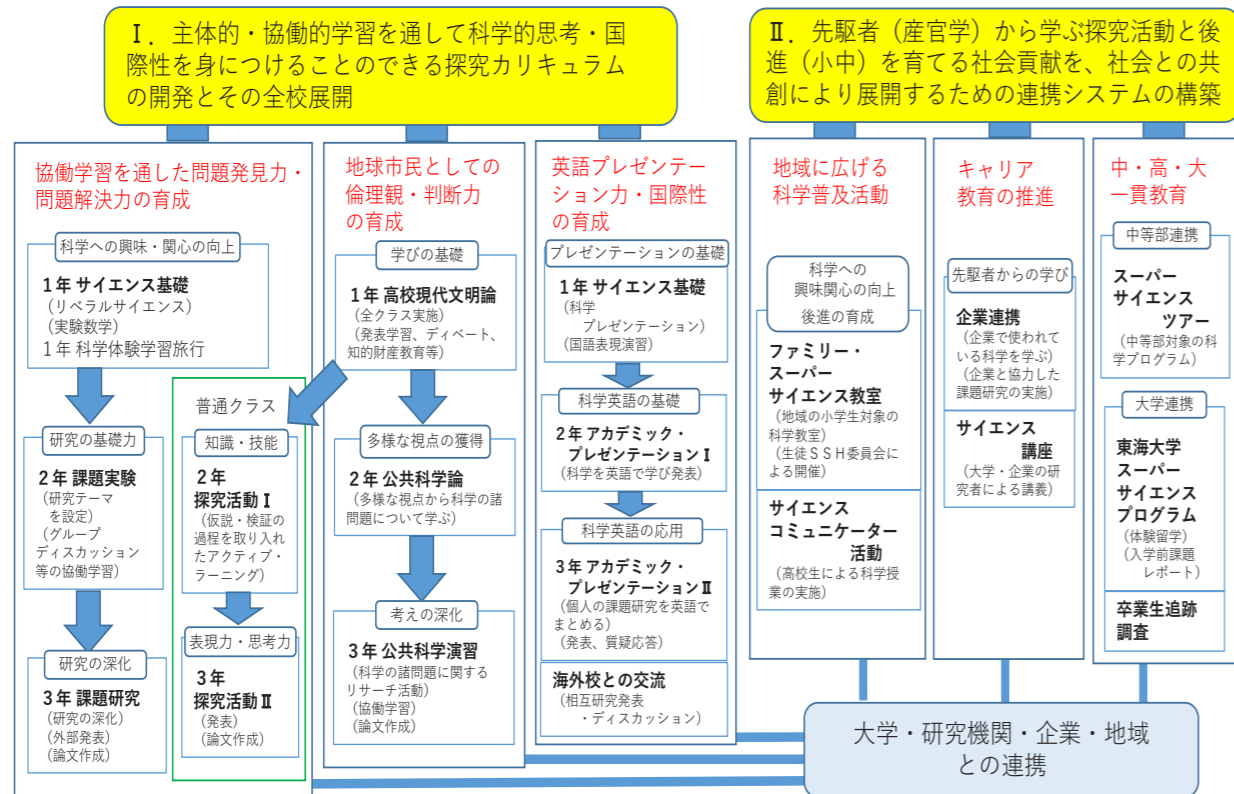 Ⅰ．主体的・協働的学習を通して科学的思考・国
際性を身につけることのできる探究カリキュラム
の開発とその全校展開
Ⅱ．先駆者（産官学）から学ぶ探究活動と後
進（小中）を育てる社会貢献を、社会との共
創により展開するための連携システムの構築
協働学習を通した問題発見力・
問題解決力の育成
科学への興味・関心の向上
1年 サイエンス基礎
（リベラルサイエンス）
（実験数学）
1年 科学体験学習旅行
研究の基礎力
2年 課題実験
（研究テーマ
を設定）
（グループ
ディスカッション
等の協働学習）
研究の深化
3年 課題研究
（研究の深化）
（外部発表）
（論文作成）
普通クラス
知識・技能
2年
探究活動Ⅰ
（仮説・検証の
過程を取り入れ
たアクティブ・
ラーニング）
表現力・思考力
3年
探究活動Ⅱ
（発表）
（論文作成）
地球市民としての
倫理観・判断力
の育成
学びの基礎
1年 高校現代文明論
（全クラス実施）
（発表学習、ディベート、
知的財産教育等）
多様な視点の獲得
2年 公共科学論
（多様な視点から科学の諸
問題について学ぶ）
考えの深化
3年 公共科学演習
（科学の諸問題に関する
リサーチ活動）
（協働学習）
（論文作成）
英語プレゼンテー
ション力・国際性
の育成
プレゼンテーションの基礎
1年 サイエンス基礎
（科学
プレゼンテーション）
（国語表現演習）
科学英語の基礎
2年 アカデミック・
プレゼンテーションⅠ
（科学を英語で学び発表）
科学英語の応用
3年 アカデミック・
プレゼンテーションⅡ
（個人の課題研究を英語で
まとめる）
（発表、質疑応答）
海外校との交流
（相互研究発表
・ディスカッション）
地域に広げる
科学普及活動
科学への
興味関心の向上
後進の育成
ファミリー・
スーパー
サイエンス教室
（地域の小学生対象の
科学教室）
（生徒ＳＳＨ委員会
による開催）
サイエンス
コミュニケーター
活動
（高校生による科学授
業の実施）
キャリア
教育の推進
先駆者からの学び
企業連携
（企業で使われて
いる科学を学ぶ）
（企業と協力した
課題研究の実施）
サイエンス
講座
（大学・企業の研
究者による講義）
中・高・大
一貫教育
中等部連携
スーパー
サイエンス
ツアー
（中等部対象の科
学プログラム）
大学連携
東海大学
スーパー
サイエンス
プログラム
（体験留学）
（入学前課題
レポート）
卒業生追跡
調査
大学・研究機関・企業・地域
との連携